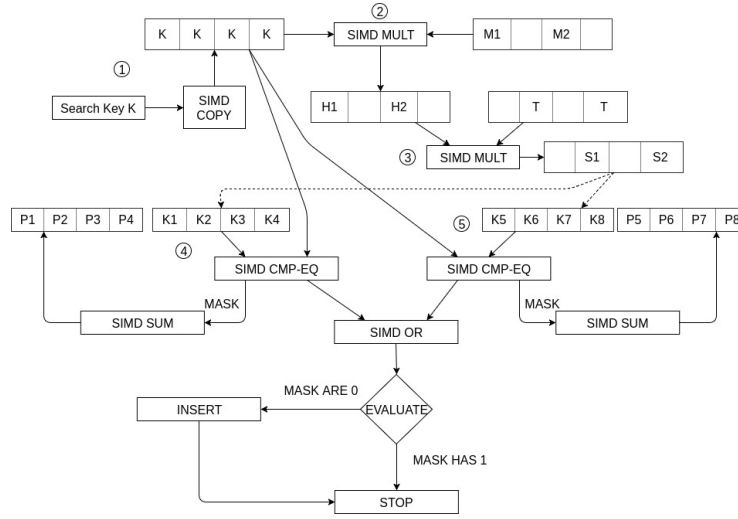 ②
K K K K
SIMD MULT
M1 M2
①
Search Key K
SIMD
COPY
H1 H2
T T
③
SIMD MULT
S1 S2
P1 P2 P3 P4
K1 K2 K3 K4
⑤
K5 K6 K7 K8
P5 P6 P7 P8
④
SIMD CMP-EQ
SIMD CMP-EQ
MASK
MASK
SIMD SUM
SIMD OR
SIMD SUM
MASK ARE 0
INSERT
EVALUATE
MASK HAS 1
STOP